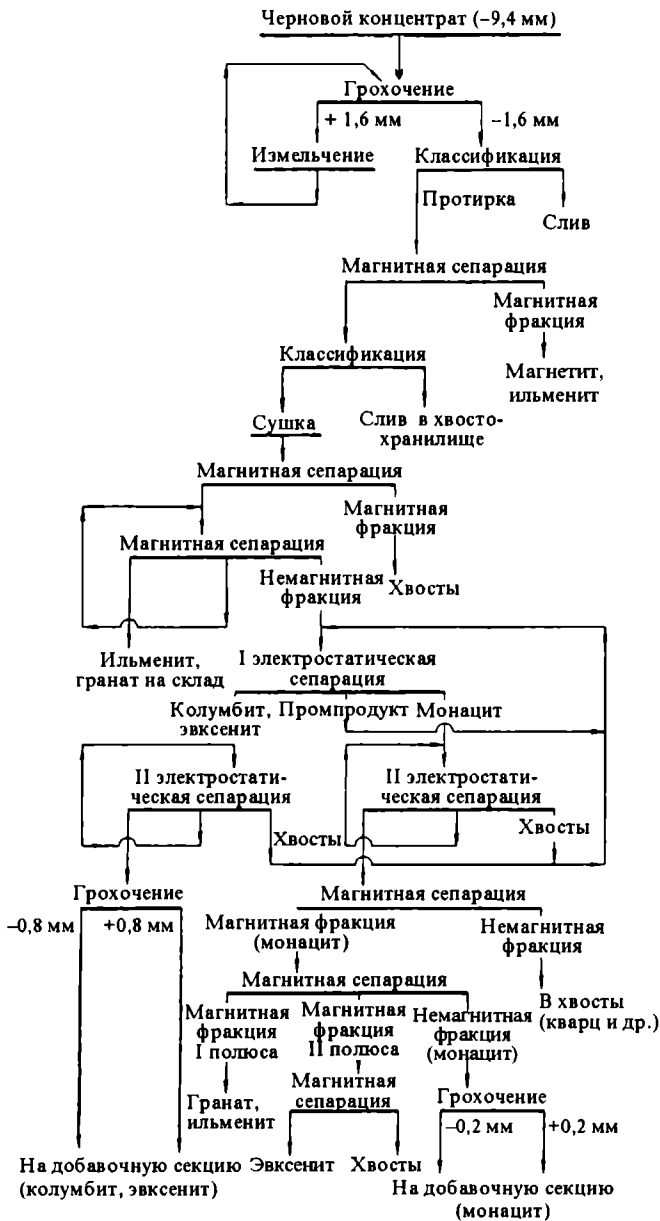 Черновой концентрат (–9,4 мм)
Грохочение
+ 1,6 мм
–1,6 мм
Измельчение
Классификация
Протирка
Слив
Магнитная сепарация
Магнитная
фракция
Классификация
Магнетит,
ильменит
Сушка
Слив в хвосто-
хранилище
Магнитная сепарация
Магнитная
фракция
Магнитная сепарация
Немагнитная
фракция
Хвосты
Ильменит,
гранат на склад
I электростатическая
сепарация
Колумбит,
эвксенит
Промпродукт
Монацит
II электростати-
ческая сепарация
II электростати-
ческая сепарация
Хвосты
Хвосты
Грохочение
–0,8 мм
+0,8 мм
Магнитная сепарация
Магнитная фракция
(монацит)
Немагнитная
фракция
Магнитная сепарация
В хвосты
(кварц и др.)
Магнитная
фракция
I полюса
Магнитная
фракция
II полюса
Немагнитная
фракция
(монацит)
Гранат,
ильменит
Магнитная
сепарация
Грохочение
–0,2 мм
+0,2 мм
На добавочную секцию
(колумбит, эвксенит)
Эвксенит
Хвосты
На добавочную секцию
(монацит)